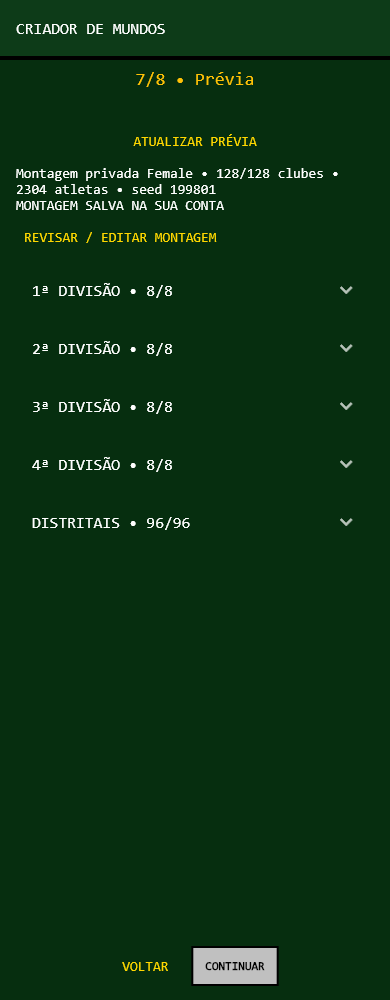 CRIADOR DE MUNDOS
7/8 • Prévia
ATUALIZAR PRÉVIA
Montagem privada Female • 128/128 clubes •
2304 atletas • seed 199801
MONTAGEM SALVA NA SUA CONTA
REVISAR / EDITAR MONTAGEM
1ª DIVISÃO • 8/8
2ª DIVISÃO • 8/8
3ª DIVISÃO • 8/8
4ª DIVISÃO • 8/8
DISTRITAIS • 96/96
VOLTAR CONTINUAR